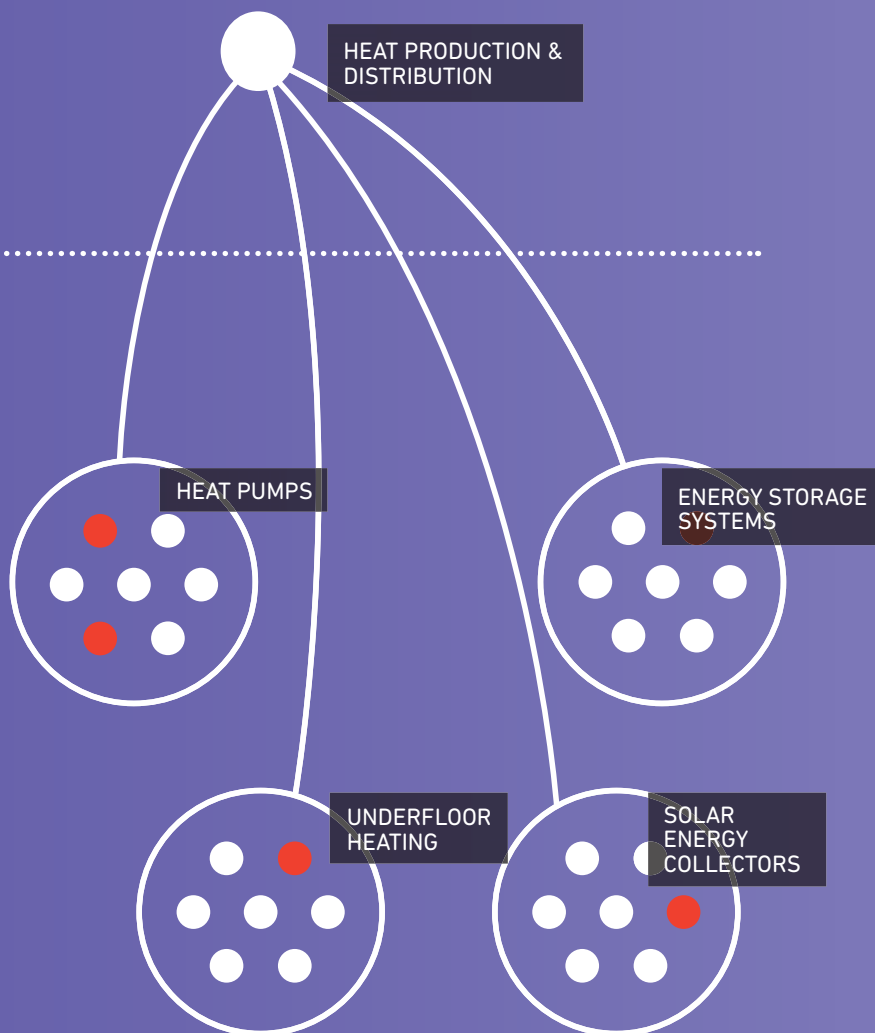 HEAT PRODUCTION &
DISTRIBUTION
HEAT PUMPS
ENERGY STORAGE
SYSTEMS
UNDERFLOOR
HEATING
SOLAR
ENERGY
COLLECTORS